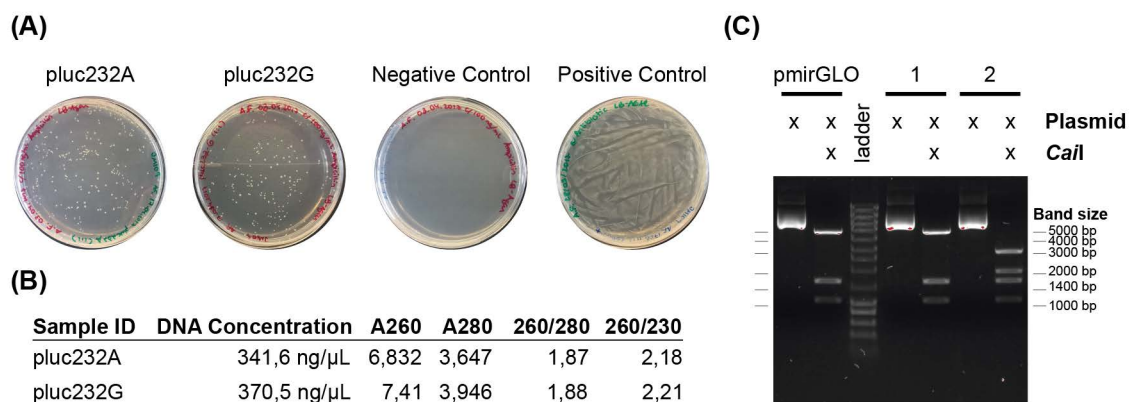 (A)
pluc232A
pluc232G
Negative Control
Positive Control
(B)
Sample ID DNA Concentration A260 A280 260/280 260/230
pluc232A 341,6 ng/µL 6,832 3,647 1,87 2,18
pluc232G 370,5 ng/µL 7,41 3,946 1,88 2,21
(C)
pmirGLO 1 2
x x ladder x x x x Plasmid
x x x CaiI
Band size
5000 bp
4000 bp
3000 bp
2000 bp
1400 bp
1000 bp